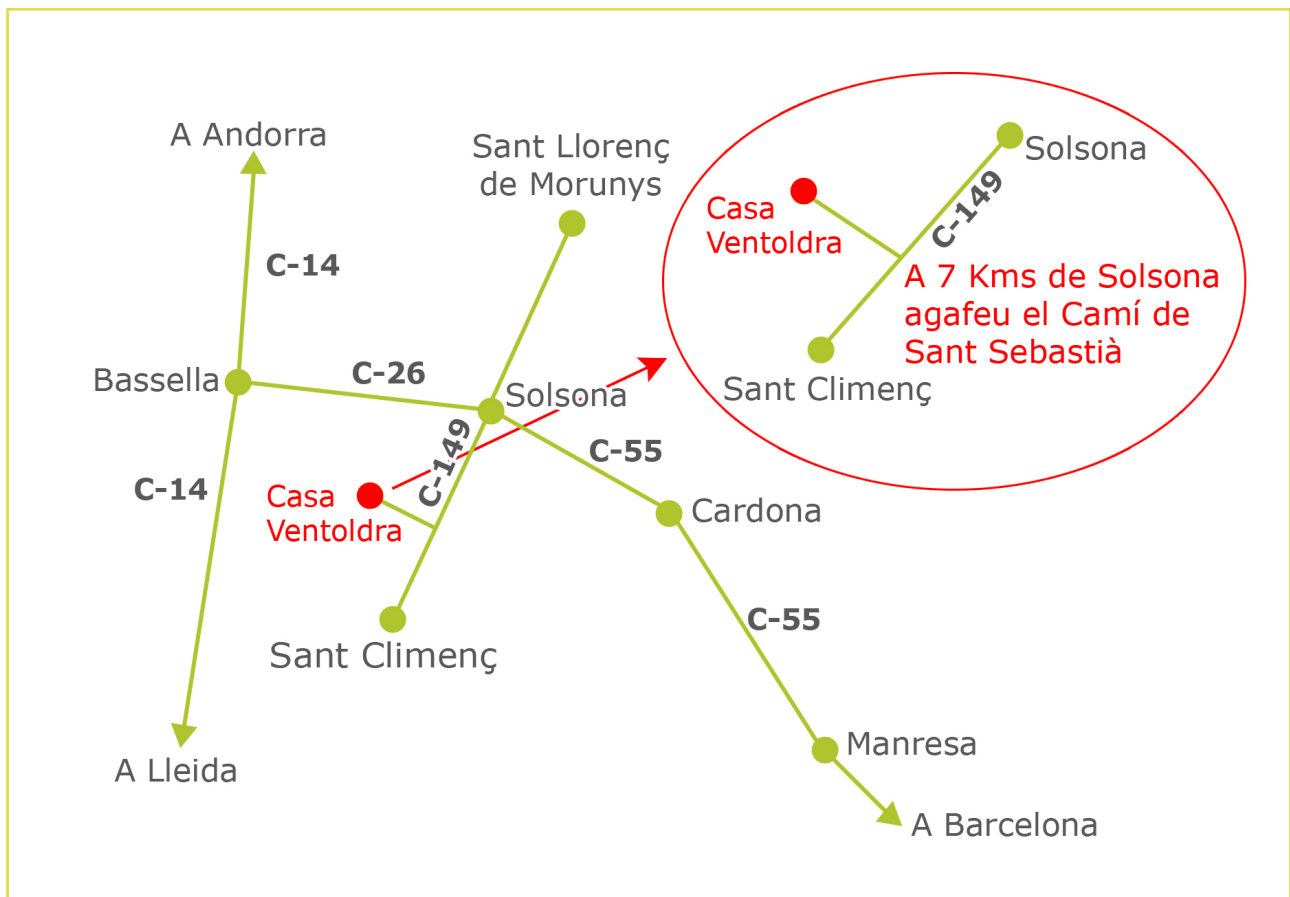 A Andorra
Sant Llorenç
de Morunys
Solsona
C-149
Casa
Ventoldra
A 7 Kms de Solsona
agafeu el Camí de
Sant Sebastià
Sant Climenç
C-14
Bassella
C-26
Solsona
C-149
C-55
C-14
Casa
Ventoldra
Cardona
Sant Climenç
C-55
Manresa
A Lleida
A Barcelona